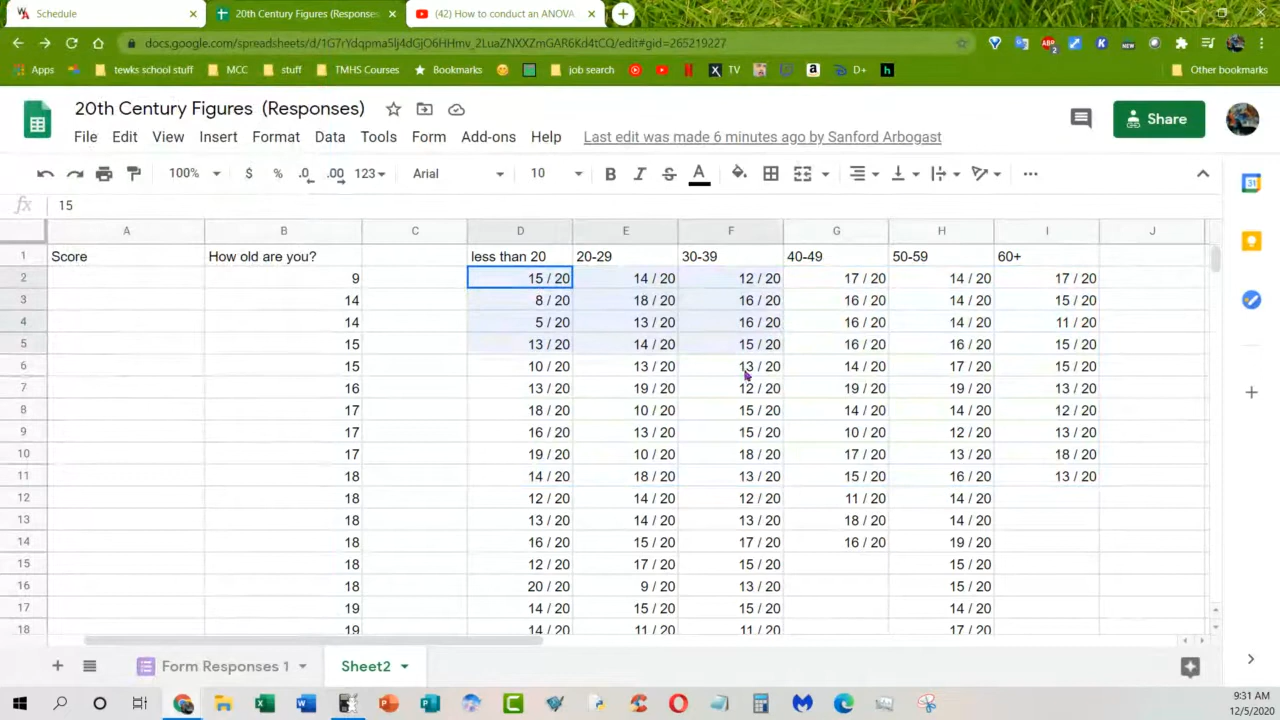 Schedule
20th Century Figures (Responses
(42) How to conduct an ANOVA
docs.google.com/spreadsheets/d/1G7rYdqpma5lj4dGjO6HHmv_2LuaZNXXZmGAR6Kd4tCQ/edit#gid=265219227
Apps tewks school stuff MCC stuff TMHS Courses Bookmarks job search TV D+ Other bookmarks
20th Century Figures (Responses)
File Edit View Insert Format Data Tools Form Add-ons Help Last edit was made 6 minutes ago by Sanford Arbogast Share
100% $ % .0 .00 123 Arial 10 B I S A
fx 15
A B C D E F G H I J
1 Score How old are you? less than 20 20-29 30-39 40-49 50-59 60+
2 9 15 / 20 14 / 20 12 / 20 17 / 20 14 / 20 17 / 20
3 14 8 / 20 18 / 20 16 / 20 16 / 20 14 / 20 15 / 20
4 14 5 / 20 13 / 20 16 / 20 16 / 20 14 / 20 11 / 20
5 15 13 / 20 14 / 20 15 / 20 16 / 20 16 / 20 15 / 20
6 15 10 / 20 13 / 20 13 / 20 14 / 20 17 / 20 15 / 20
7 16 13 / 20 19 / 20 12 / 20 19 / 20 19 / 20 13 / 20
8 17 18 / 20 10 / 20 15 / 20 14 / 20 14 / 20 12 / 20
9 17 16 / 20 13 / 20 15 / 20 10 / 20 12 / 20 13 / 20
10 17 19 / 20 10 / 20 18 / 20 17 / 20 13 / 20 18 / 20
11 18 14 / 20 18 / 20 13 / 20 15 / 20 16 / 20 13 / 20
12 18 12 / 20 14 / 20 12 / 20 11 / 20 14 / 20
13 18 13 / 20 14 / 20 13 / 20 18 / 20 14 / 20
14 18 16 / 20 15 / 20 17 / 20 16 / 20 19 / 20
15 18 12 / 20 17 / 20 15 / 20 15 / 20
16 18 20 / 20 9 / 20 13 / 20 15 / 20
17 19 14 / 20 15 / 20 15 / 20 14 / 20
18 19 14 / 20 11 / 20 11 / 20 17 / 20
Form Responses 1 Sheet2
9:31 AM
12/5/2020